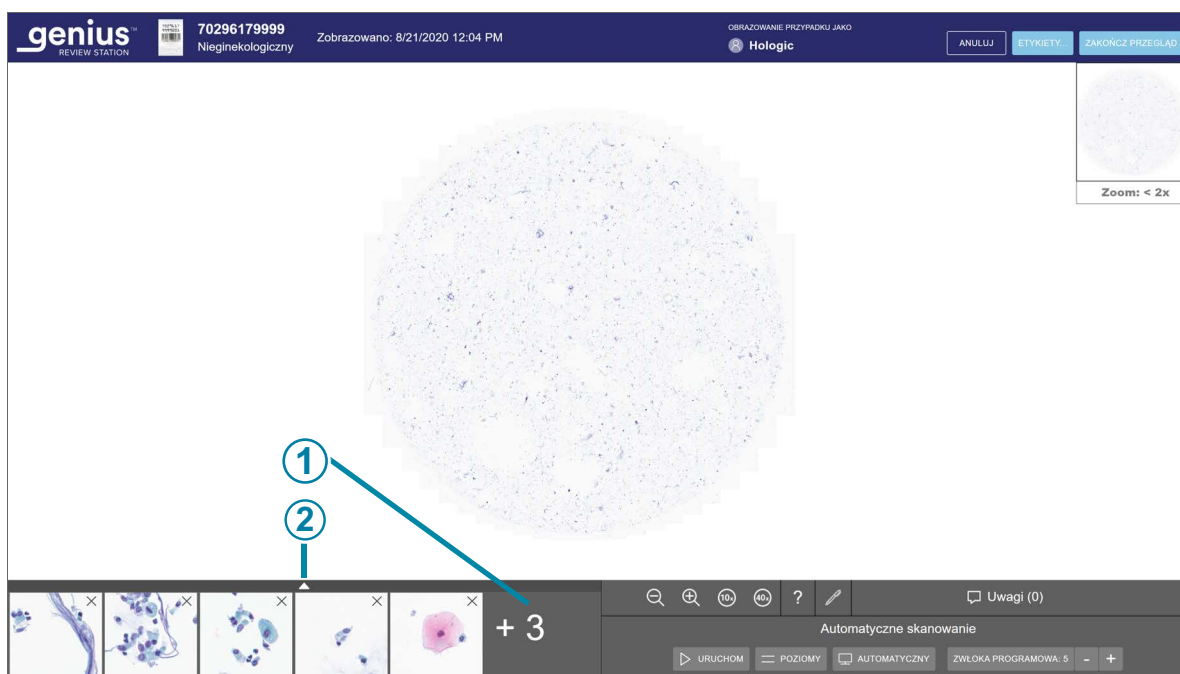 genius™
REVIEW STATION
70296179999
Nieginekologiczny
Zobrazowano: 8/21/2020 12:04 PM
OBRAZOWANIE PRZYPADKU JAKO
Hologic
ANULUJ
ETYKIETY...
ZAKOŃCZ PRZEGLĄD
Zoom: < 2x
1
2
+ 3
10x
40x
?
Uwagi (0)
Automatyczne skanowanie
URUCHOM
POZIOMY
AUTOMATYCZNY
ZWŁOKA PROGRAMOWA: 5 - +